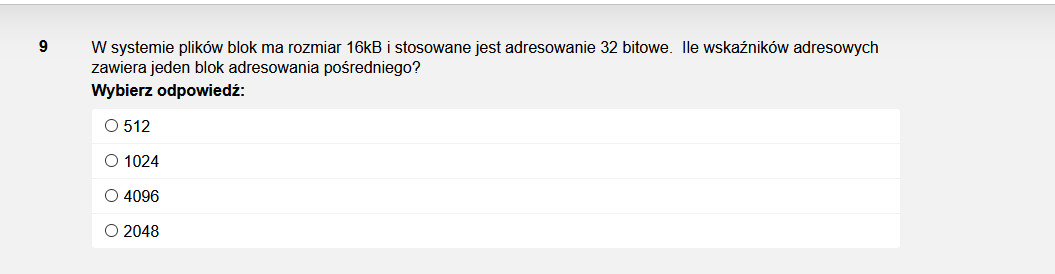 9
W systemie plików blok ma rozmiar 16kB i stosowane jest adresowanie 32 bitowe. Ile wskaźników adresowych
zawiera jeden blok adresowania pośredniego?
Wybierz odpowiedź:
512
1024
4096
2048